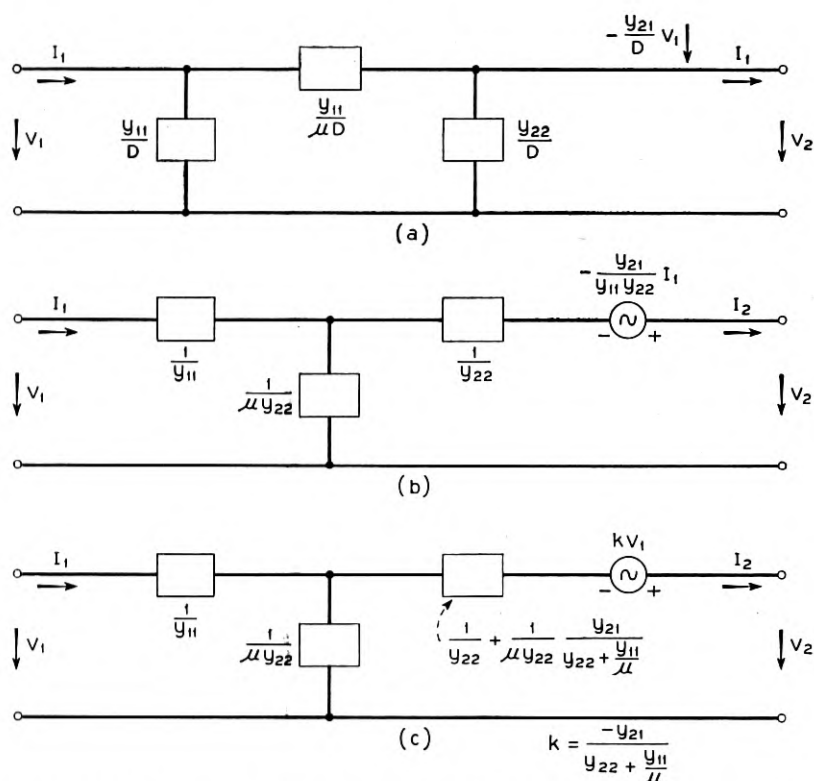 I₁
y₁₁/μD
-y₂₁/D V₁
I₁
V₁
y₁₁/D
y₂₂/D
V₂
(a)
I₁
1/y₁₁
1/y₂₂
-y₂₁/y₁₁y₂₂ I₁
- ~ +
I₂
V₁
1/μy₂₂
V₂
(b)
I₁
1/y₁₁
kV₁
- ~ +
I₂
V₁
1/μy₂₂
1/y₂₂ + 1/μy₂₂ y₂₁/(y₂₂ + y₁₁/μ)
V₂
(c)
k = -y₂₁/(y₂₂ + y₁₁/μ)